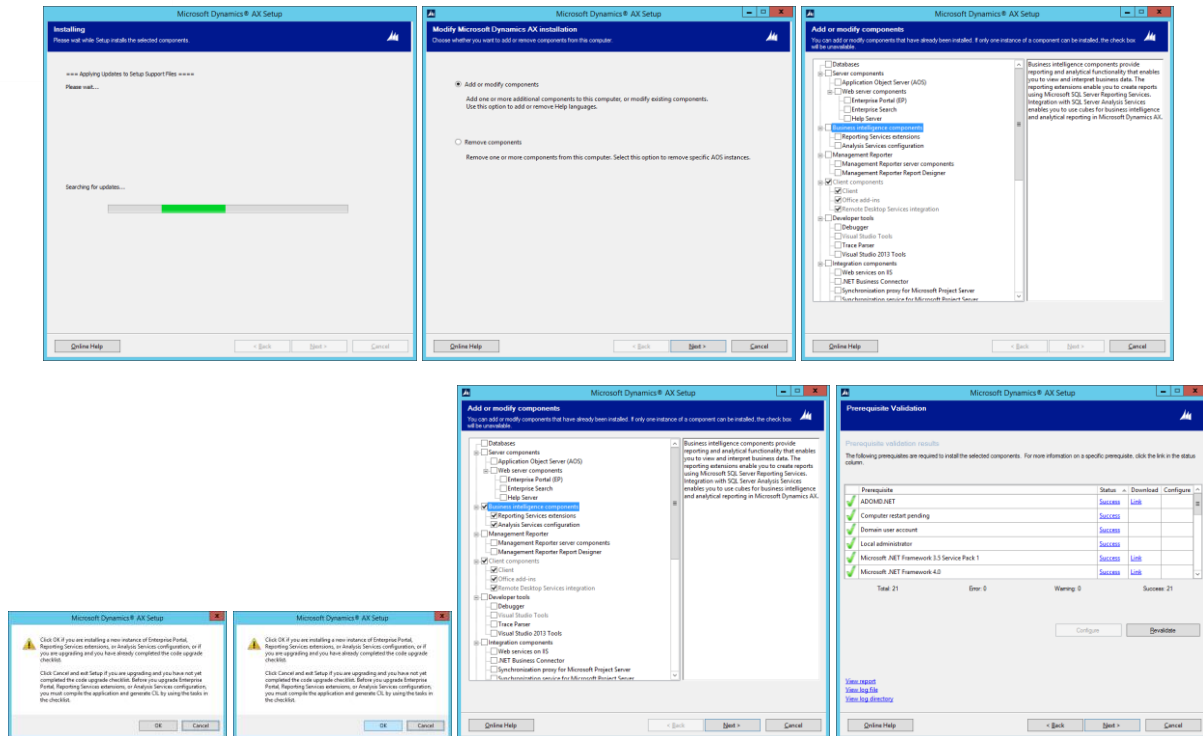 Microsoft Dynamics® AX Setup
Installing
Please wait while Setup installs the selected components.
=== Applying Updates to Setup Support Files ====
Please wait...
Searching for updates...
Online Help
< Back
Next >
Cancel
Microsoft Dynamics® AX Setup
Modify Microsoft Dynamics AX installation
Choose whether you want to add or remove components from this computer.
Add or modify components
Add one or more additional components to this computer, or modify existing components.
Use this option to add or remove Help languages.
Remove components
Remove one or more components from this computer. Select this option to remove specific AOS instances.
Online Help
< Back
Next >
Cancel
Microsoft Dynamics® AX Setup
Add or modify components
You can add or modify components that have already been installed. If only one instance of a component can be installed, the check box
will be unavailable.
Databases
Server components
Application Object Server (AOS)
Web server components
Enterprise Portal (EP)
Enterprise Search
Help Server
Business intelligence components
Reporting Services extensions
Analysis Services configuration
Management Reporter
Management Reporter server components
Management Reporter Report Designer
Client components
Client
Office add-ins
Remote Desktop Services integration
Developer tools
Debugger
Visual Studio Tools
Trace Parser
Visual Studio 2013 Tools
Integration components
Web services on IIS
.NET Business Connector
Synchronization proxy for Microsoft Project Server
Synchronization service for Microsoft Project Server
Business intelligence components provide
reporting and analytical functionality that enables
you to view and interpret business data. The
reporting extensions enable you to create reports
using Microsoft SQL Server Reporting Services.
Integration with SQL Server Analysis Services
enables you to use cubes for business intelligence
and analytical reporting in Microsoft Dynamics AX.
Online Help
< Back
Next >
Cancel
Microsoft Dynamics® AX Setup
Click OK if you are installing a new instance of Enterprise Portal,
Reporting Services extensions, or Analysis Services configuration, or if
you are upgrading and you have already completed the code upgrade
checklist.
Click Cancel and exit Setup if you are upgrading and you have not yet
completed the code upgrade checklist. Before you upgrade Enterprise
Portal, Reporting Services extensions, or Analysis Services configuration,
you must compile the application and generate CIL by using the tasks in
the checklist.
OK
Cancel
Microsoft Dynamics® AX Setup
Click OK if you are installing a new instance of Enterprise Portal,
Reporting Services extensions, or Analysis Services configuration, or if
you are upgrading and you have already completed the code upgrade
checklist.
Click Cancel and exit Setup if you are upgrading and you have not yet
completed the code upgrade checklist. Before you upgrade Enterprise
Portal, Reporting Services extensions, or Analysis Services configuration,
you must compile the application and generate CIL by using the tasks in
the checklist.
OK
Cancel
Microsoft Dynamics® AX Setup
Add or modify components
You can add or modify components that have already been installed. If only one instance of a component can be installed, the check box
will be unavailable.
Databases
Server components
Application Object Server (AOS)
Web server components
Enterprise Portal (EP)
Enterprise Search
Help Server
Business intelligence components
Reporting Services extensions
Analysis Services configuration
Management Reporter
Management Reporter server components
Management Reporter Report Designer
Client components
Client
Office add-ins
Remote Desktop Services integration
Developer tools
Debugger
Visual Studio Tools
Trace Parser
Visual Studio 2013 Tools
Integration components
Web services on IIS
.NET Business Connector
Synchronization proxy for Microsoft Project Server
Synchronization service for Microsoft Project Server
Business intelligence components provide
reporting and analytical functionality that enables
you to view and interpret business data. The
reporting extensions enable you to create reports
using Microsoft SQL Server Reporting Services.
Integration with SQL Server Analysis Services
enables you to use cubes for business intelligence
and analytical reporting in Microsoft Dynamics AX.
Online Help
< Back
Next >
Cancel
Microsoft Dynamics® AX Setup
Prerequisite Validation
Prerequisite validation results
The following prerequisites are required to install the selected components. For more information on a specific prerequisite, click the link in the status
column.
Prerequisite Status Download Configure
ADOMD.NET Success Link
Computer restart pending Success
Domain user account Success
Local administrator Success
Microsoft .NET Framework 3.5 Service Pack 1 Success Link
Microsoft .NET Framework 4.0 Success Link
Total: 21 Error: 0 Warning: 0 Success: 21
Configure
Revalidate
View report
View log file
View log directory
Online Help
< Back
Next >
Cancel